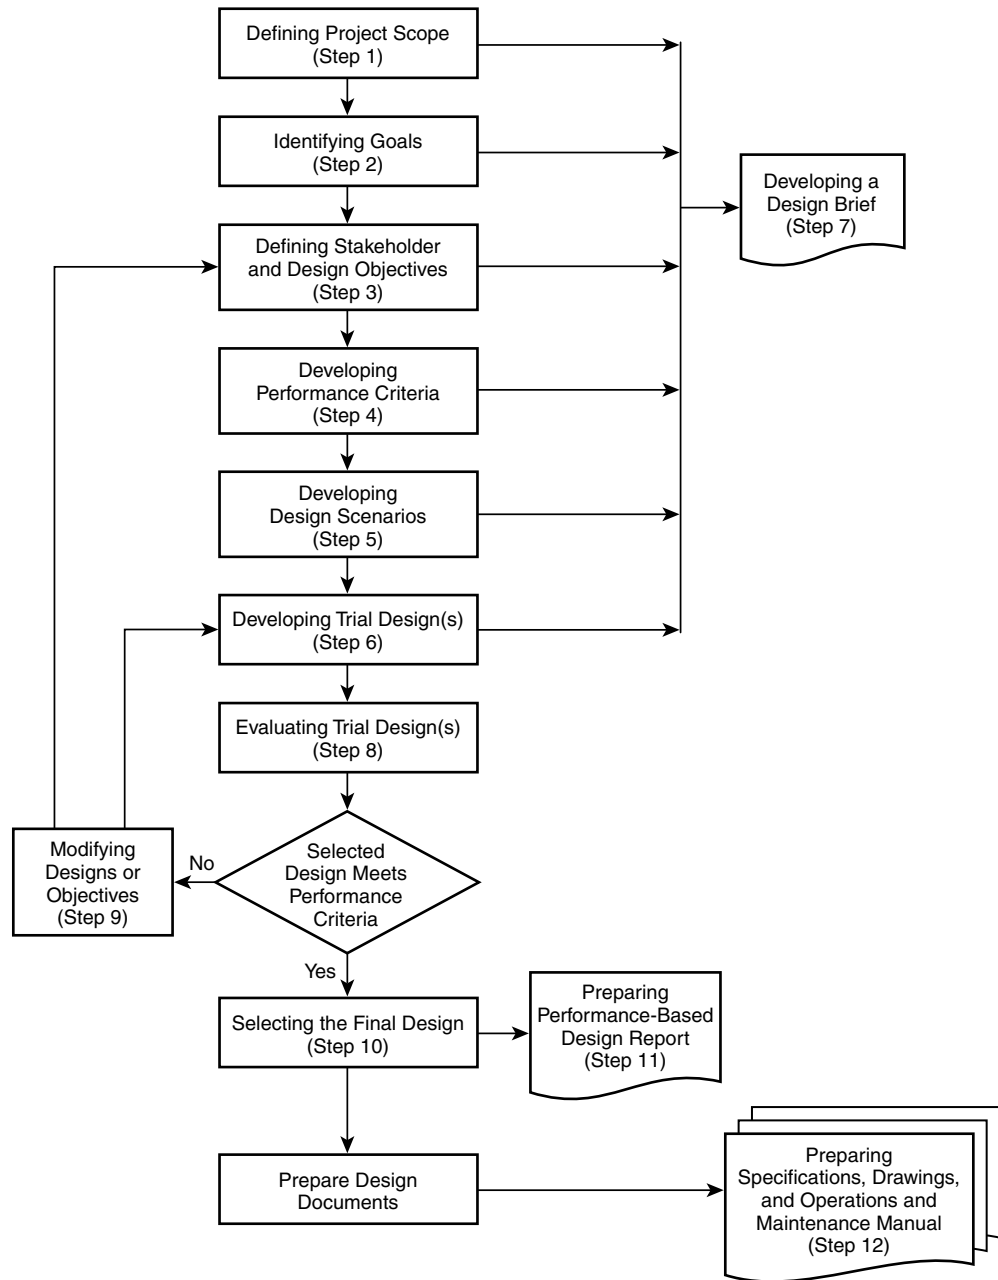 Defining Project Scope
(Step 1)
Identifying Goals
(Step 2)
Developing a
Design Brief
(Step 7)
Defining Stakeholder
and Design Objectives
(Step 3)
Developing
Performance Criteria
(Step 4)
Developing
Design Scenarios
(Step 5)
Developing Trial Design(s)
(Step 6)
Evaluating Trial Design(s)
(Step 8)
Modifying
Designs or
Objectives
(Step 9)
No
Selected
Design Meets
Performance
Criteria
Yes
Selecting the Final Design
(Step 10)
Preparing
Performance-Based
Design Report
(Step 11)
Prepare Design
Documents
Preparing
Specifications, Drawings,
and Operations and
Maintenance Manual
(Step 12)